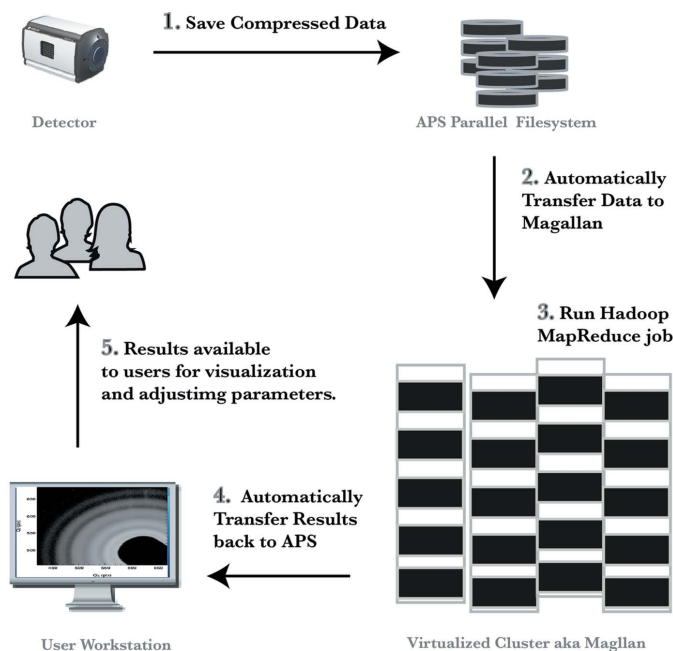 1. Save Compressed Data
Detector
APS Parallel Filesystem
2. Automatically
Transfer Data to
Magallan
3. Run Hadoop
MapReduce job
5. Results available
to users for visualization
and adjustimg parameters.
4. Automatically
Transfer Results
back to APS
User Workstation
Virtualized Cluster aka Magllan